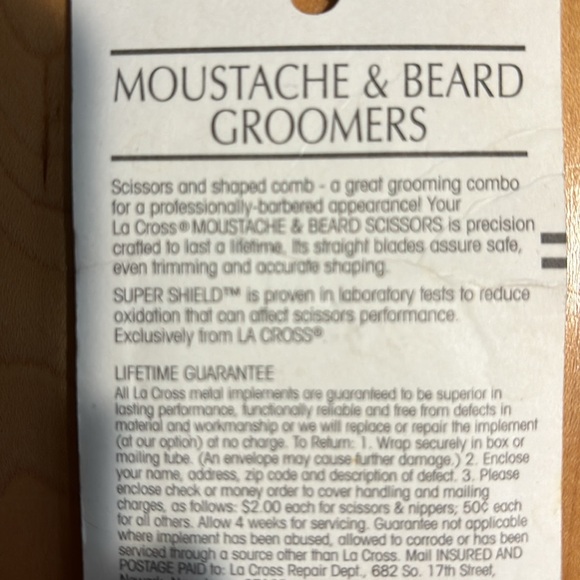 MOUSTACHE & BEARD
GROOMERS
Scissors and shaped comb - a great grooming combo
for a professionally-barbered appearance! Your
La Cross® MOUSTACHE & BEARD SCISSORS is precision
crafted to last a lifetime. Its straight blades assure safe,
even trimming and accurate shaping.
SUPER SHIELD™ is proven in laboratory tests to reduce
oxidation that can affect scissors performance.
Exclusively from LA CROSS®.
LIFETIME GUARANTEE
All La Cross metal implements are guaranteed to be superior in
lasting performance, functionally reliable and free from defects in
material and workmanship or we will replace or repair the implement
(at our option) at no charge. To Return: 1. Wrap securely in box or
mailing tube. (An envelope may cause further damage.) 2. Enclose
your name, address, zip code and description of defect. 3. Please
enclose check or money order to cover handling and mailing
charges, as follows: $2.00 each for scissors & nippers; 50¢ each
for all others. Allow 4 weeks for servicing. Guarantee not applicable
where implement has been abused, allowed to corrode or has been
serviced through a source other than La Cross. Mail INSURED AND
POSTAGE PAID to: La Cross Repair Dept., 682 So. 17th Street,